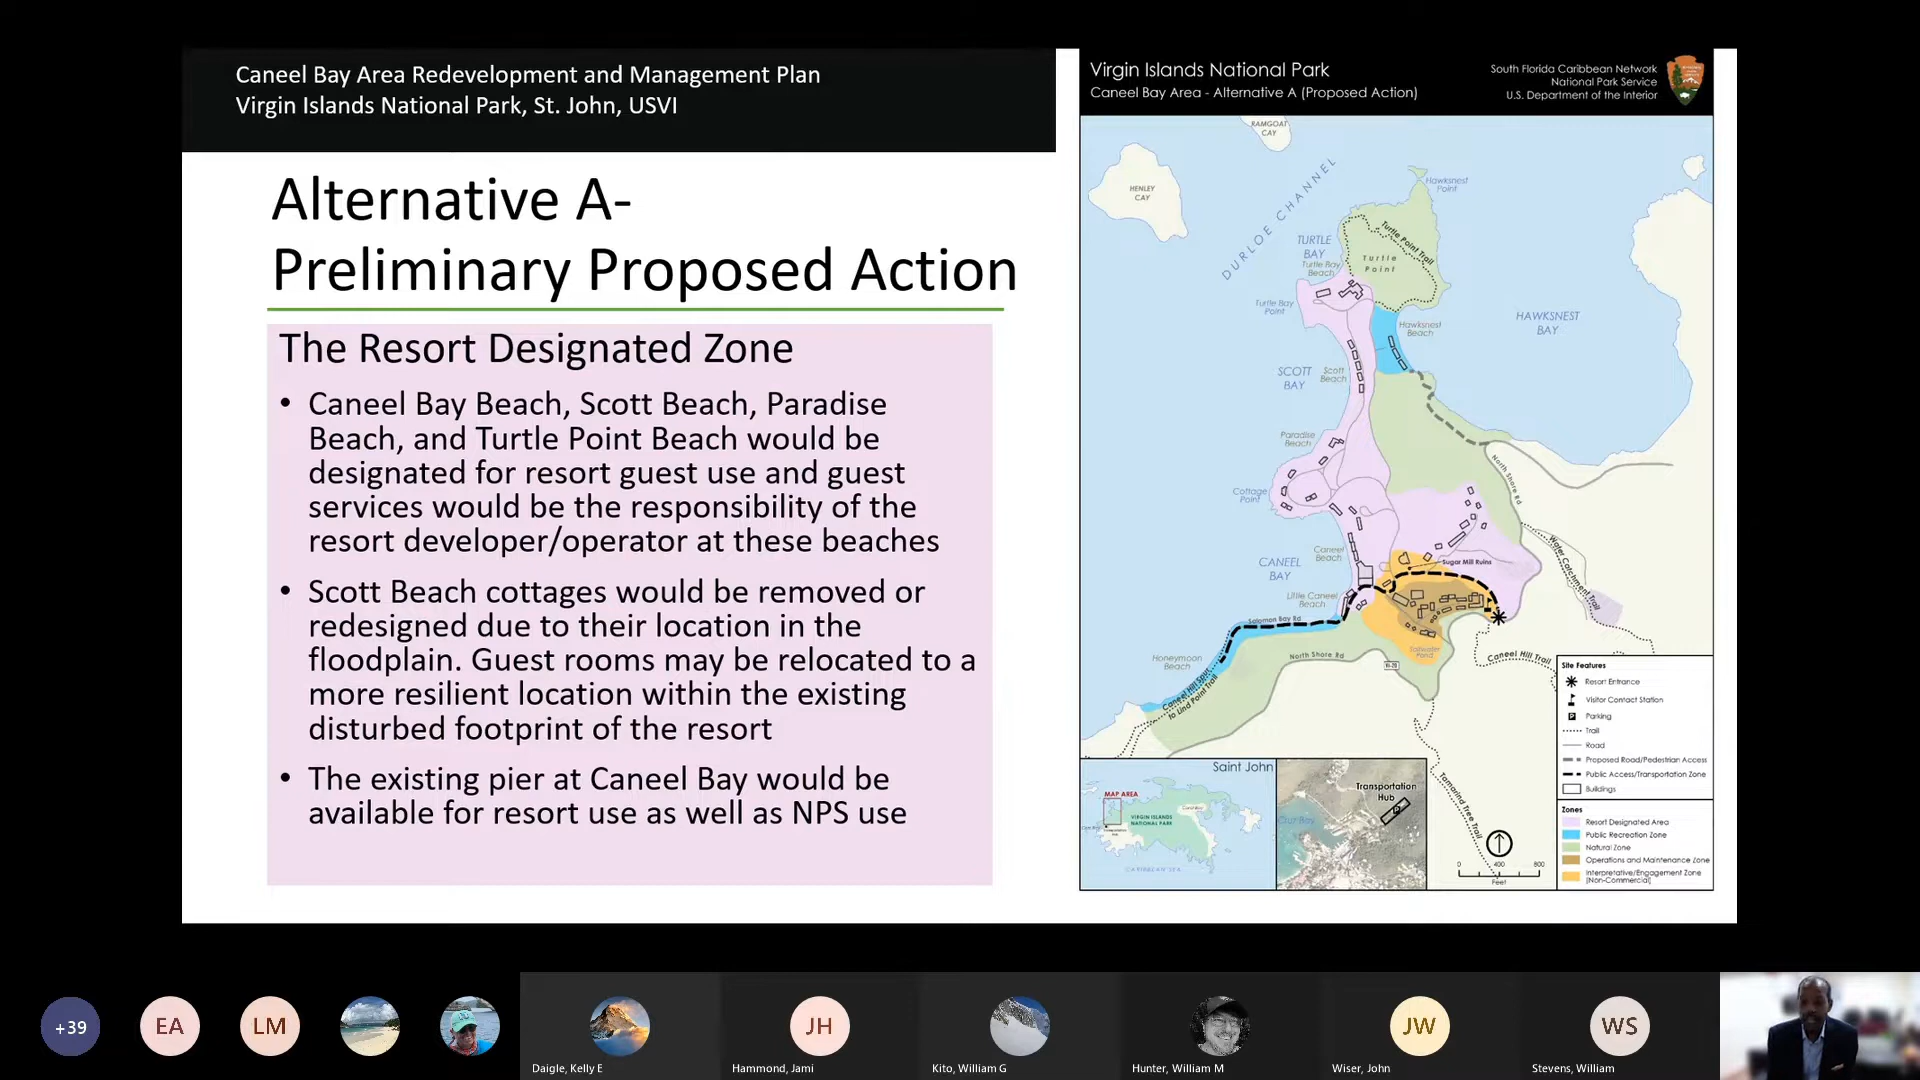 Caneel Bay Area Redevelopment and Management Plan
Virgin Islands National Park, St. John, USVI
Alternative A-
Preliminary Proposed Action
The Resort Designated Zone
• Caneel Bay Beach, Scott Beach, Paradise
Beach, and Turtle Point Beach would be
designated for resort guest use and guest
services would be the responsibility of the
resort developer/operator at these beaches
• Scott Beach cottages would be removed or
redesigned due to their location in the
floodplain. Guest rooms may be relocated to a
more resilient location within the existing
disturbed footprint of the resort
• The existing pier at Caneel Bay would be
available for resort use as well as NPS use
Virgin Islands National Park
Caneel Bay Area - Alternative A (Proposed Action)
South Florida Caribbean Network
National Park Service
U.S. Department of the Interior
RAMGOAT
CAY
HENLEY
CAY
DURLOE CHANNEL
Hawksnest
Point
TURTLE
BAY
Turtle Bay
Beach
Turtle Point Trail
Turtle
Point
Turtle Bay
Point
Hawksnest
Beach
HAWKSNEST
BAY
SCOTT
BAY
Scott
Beach
Paradise
Beach
Cottage
Point
North Shore Rd
CANEEL
BAY
Caneel
Beach
Sugar Mill Ruins
Water Catchment Trail
Little Caneel
Beach
Solomon Bay Rd
Saltwater
Pond
North Shore Rd
Honeymoon
Beach
Caneel Hill Spur
to Lind Point Trail
Caneel Hill Trail
Tamarind Tree Trail
Site Features
Resort Entrance
Visitor Contact Station
Parking
Trail
Road
Proposed Road/Pedestrian Access
Public Access/Transportation Zone
Buildings
Zones
Resort Designated Area
Public Recreation Zone
Natural Zone
Operations and Maintenance Zone
Interpretative/Engagement Zone
(Non-Commercial)
0 400 800
Feet
Saint John
MAP AREA
VIRGIN ISLANDS
NATIONAL PARK
CARIBBEAN SEA
Transportation
Hub
Cruz Bay
+39
EA
LM
Daigle, Kelly E
JH
Hammond, Jami
Kito, William G
Hunter, William M
JW
Wiser, John
WS
Stevens, William